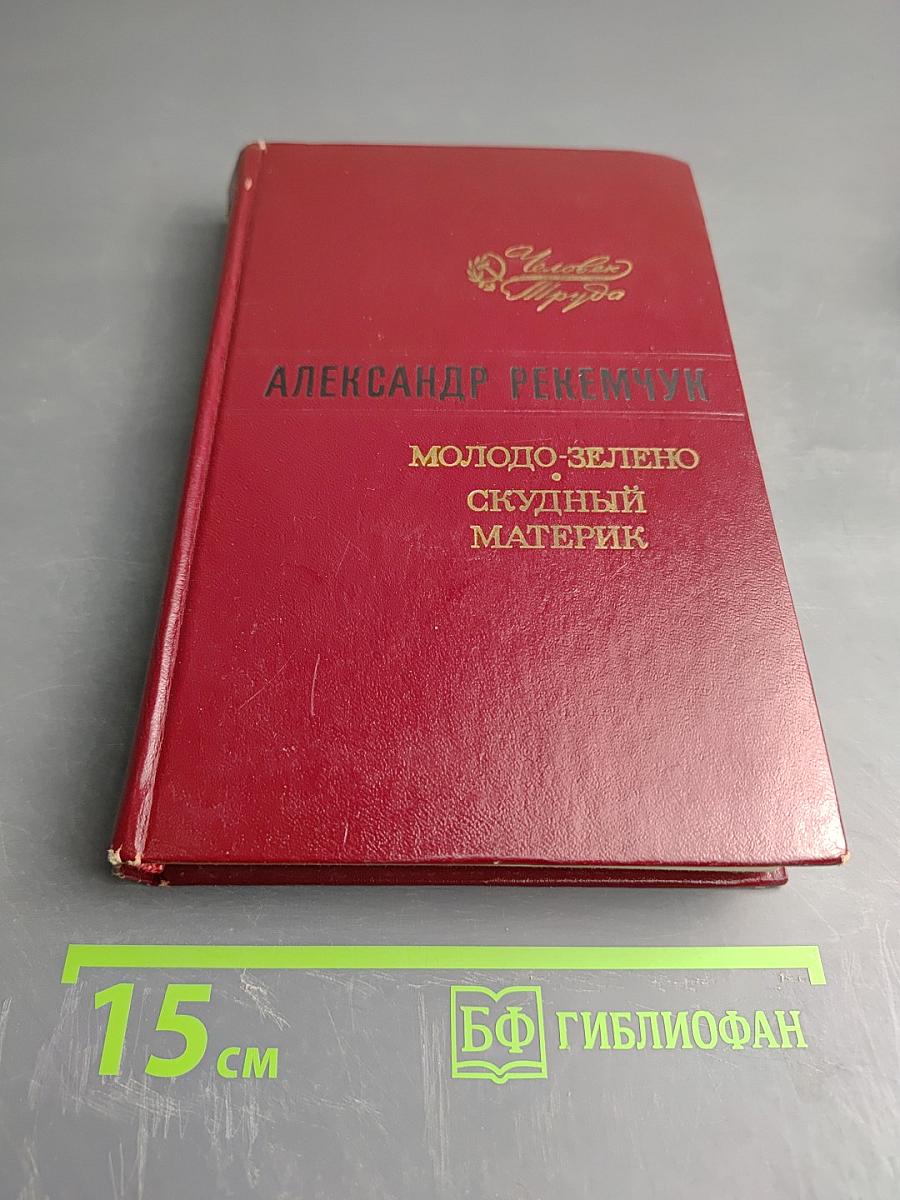 Человек
Труда
АЛЕКСАНДР РЕКЕМЧУК
МОЛОДО-ЗЕЛЕНО
•
СКУДНЫЙ
МАТЕРИК
15 см
БФ ГИБЛИОФАН